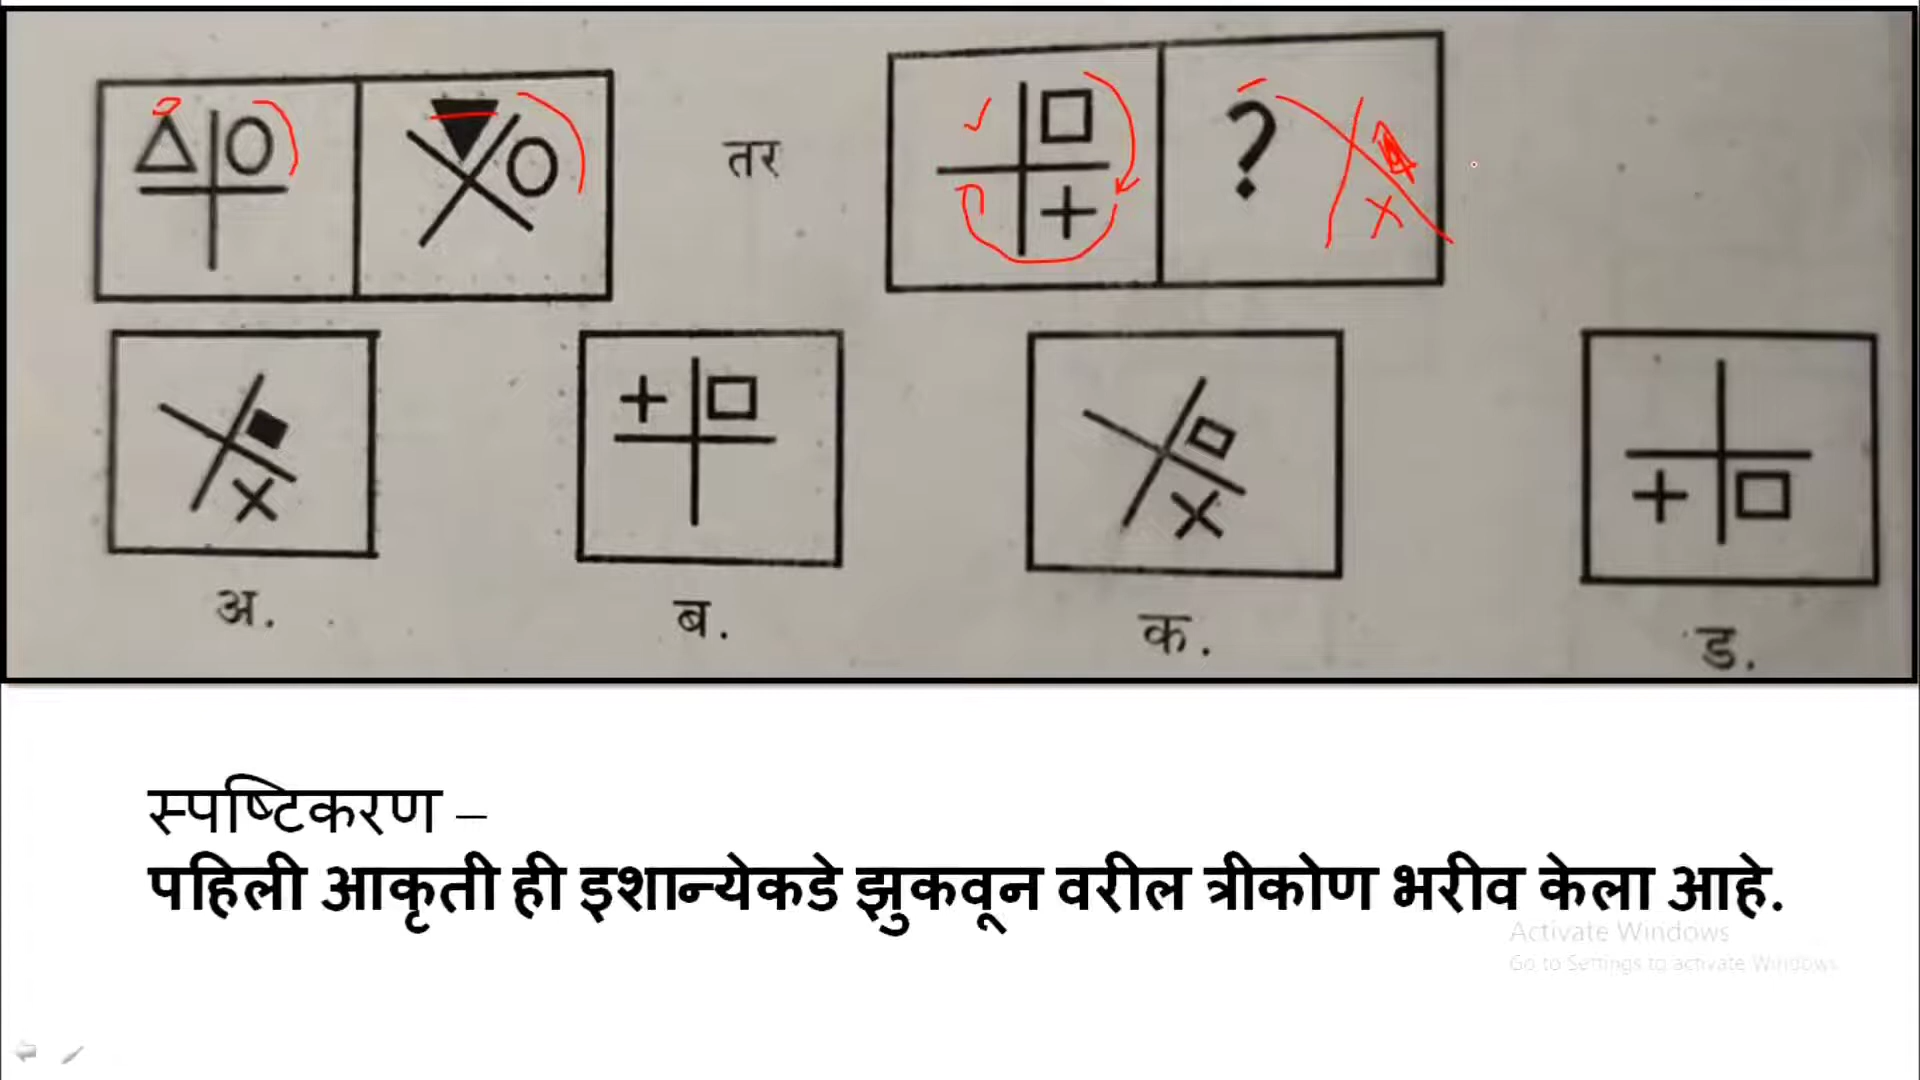 तर
?
अ.
ब.
क.
ड.
स्पष्टिकरण –
पहिली आकृती ही इशान्येकडे झुकवून वरील त्रीकोण भरीव केला आहे.
Activate Windows
Go to Settings to activate Windows.